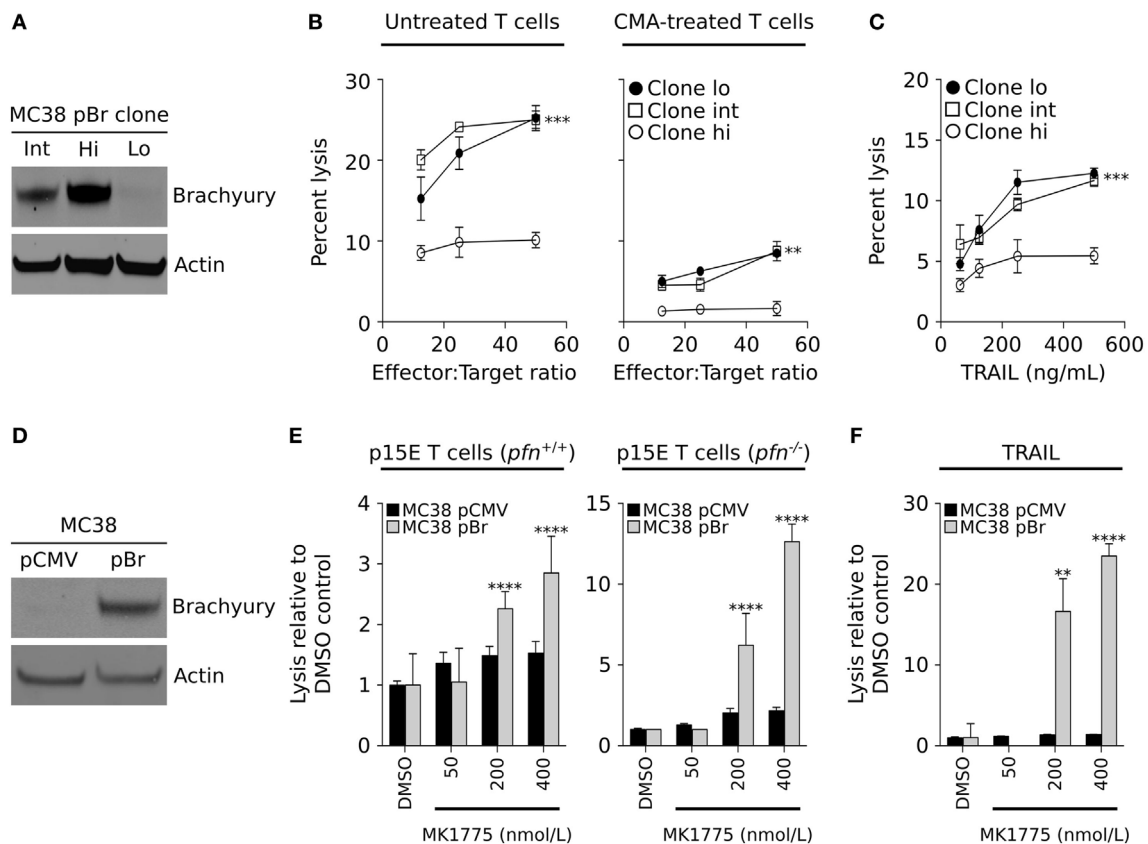 A
MC38 pBr clone
Int Hi Lo
Brachyury
Actin
B
Untreated T cells
CMA-treated T cells
Percent lysis
30
20
10
0
0 20 40 60
Effector:Target ratio
***
Clone lo
Clone int
Clone hi
**
0 20 40 60
Effector:Target ratio
C
Percent lysis
20
15
10
5
0
Clone lo
Clone int
Clone hi
***
0 200 400 600
TRAIL (ng/mL)
D
MC38
pCMV pBr
Brachyury
Actin
E
p15E T cells (pfn+/+)
Lysis relative to
DMSO control
4
3
2
1
0
MC38 pCMV
MC38 pBr
****
****
DMSO 50 200 400
MK1775 (nmol/L)
p15E T cells (pfn-/-)
15
10
5
0
MC38 pCMV
MC38 pBr
****
****
DMSO 50 200 400
MK1775 (nmol/L)
F
TRAIL
Lysis relative to
DMSO control
30
20
10
0
MC38 pCMV
MC38 pBr
**
****
DMSO 50 200 400
MK1775 (nmol/L)